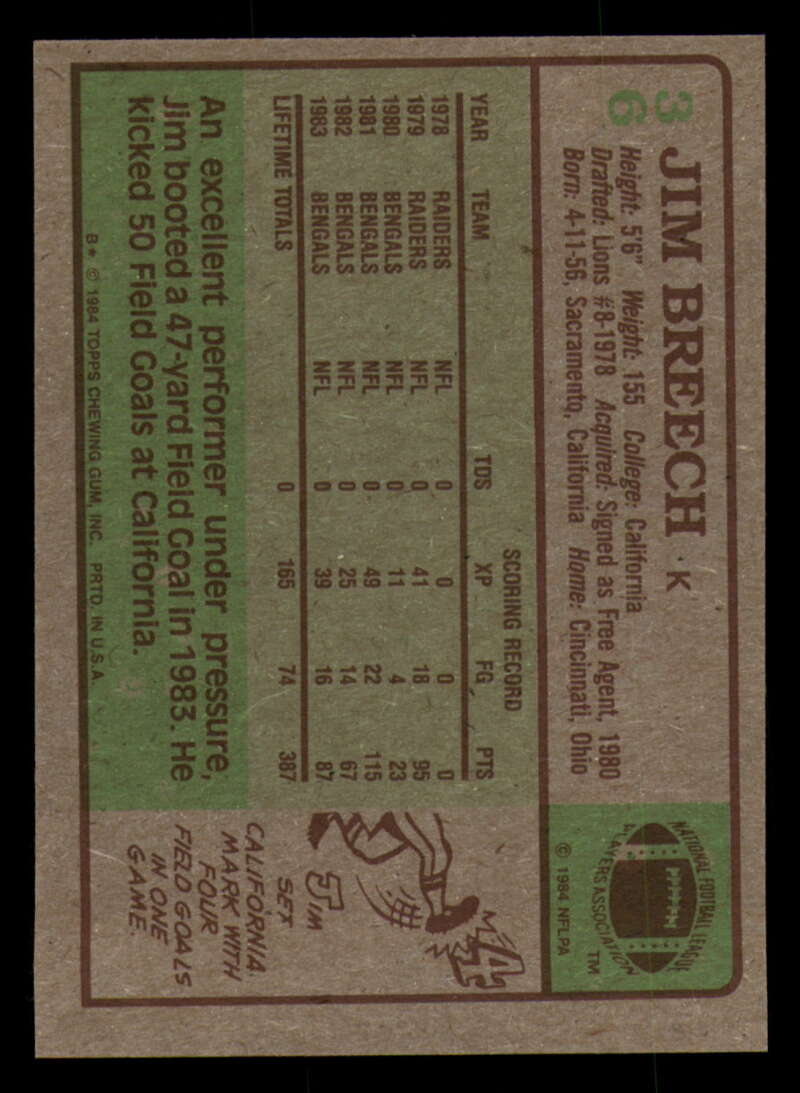 36
JIM BREECH K
Height: 5'6" Weight: 155 College: California
Drafted: Lions #8-1978 Acquired: Signed as Free Agent, 1980
Born: 4-11-56, Sacramento, California Home: Cincinnati, Ohio
NATIONAL FOOTBALL LEAGUE
PLAYERS ASSOCIATION
TM
© 1984 NFLPA
SCORING RECORD
YEAR TEAM TDS XP FG PTS
1978 RAIDERS NFL 0 0 0 0
1979 RAIDERS NFL 0 41 18 95
1980 BENGALS NFL 0 11 4 23
1981 BENGALS NFL 0 49 22 115
1982 BENGALS NFL 0 25 14 67
1983 BENGALS NFL 0 39 16 87
LIFETIME TOTALS 0 165 74 387
An excellent performer under pressure,
Jim booted a 47-yard Field Goal in 1983. He
kicked 50 Field Goals at California.
B* © 1984 TOPPS CHEWING GUM, INC. PRTD. IN U.S.A.
4
JIM
SET
CALIFORNIA
MARK WITH
FOUR
FIELD GOALS
IN ONE
GAME.